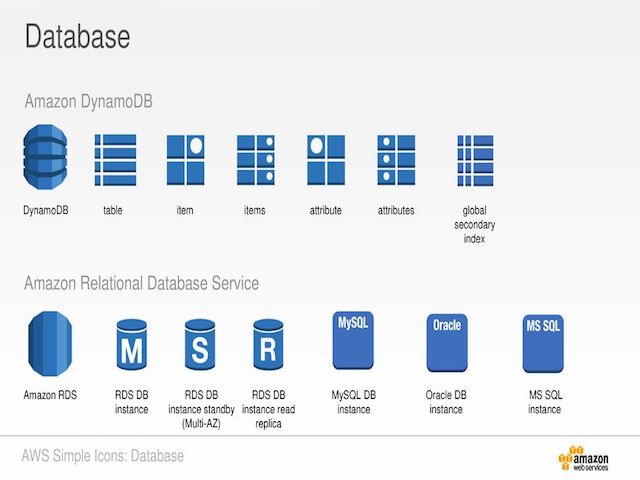 Database
Amazon DynamoDB
DynamoDB
table
item
items
attribute
attributes
global
secondary
index
Amazon Relational Database Service
M
S
R
MySQL
Oracle
MS SQL
Amazon RDS
RDS DB
instance
RDS DB
instance standby
(Multi-AZ)
RDS DB
instance read
replica
MySQL DB
instance
Oracle DB
instance
MS SQL
instance
AWS Simple Icons: Database
amazon
web services